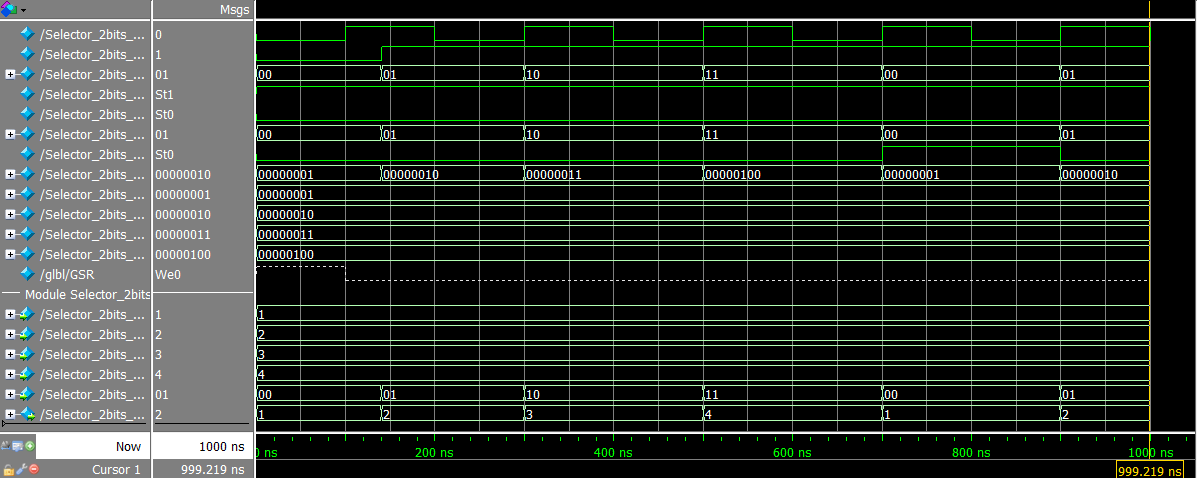 Msgs
/Selector_2bits_... 0
/Selector_2bits_... 1
/Selector_2bits_... 01 00 01 10 11 00 01
/Selector_2bits_... St1
/Selector_2bits_... St0
/Selector_2bits_... 01 00 01 10 11 00 01
/Selector_2bits_... St0
/Selector_2bits_... 00000010 00000001 00000010 00000011 00000100 00000001 00000010
/Selector_2bits_... 00000001 00000001
/Selector_2bits_... 00000010 00000010
/Selector_2bits_... 00000011 00000011
/Selector_2bits_... 00000100 00000100
/glbl/GSR We0
Module Selector_2bits
/Selector_2bits_... 1 1
/Selector_2bits_... 2 2
/Selector_2bits_... 3 3
/Selector_2bits_... 4 4
/Selector_2bits_... 01 00 01 10 11 00 01
/Selector_2bits_... 2 1 2 3 4 1 2
Now 1000 ns 0 ns 200 ns 400 ns 600 ns 800 ns 1000 ns
Cursor 1 999.219 ns 999.219 ns